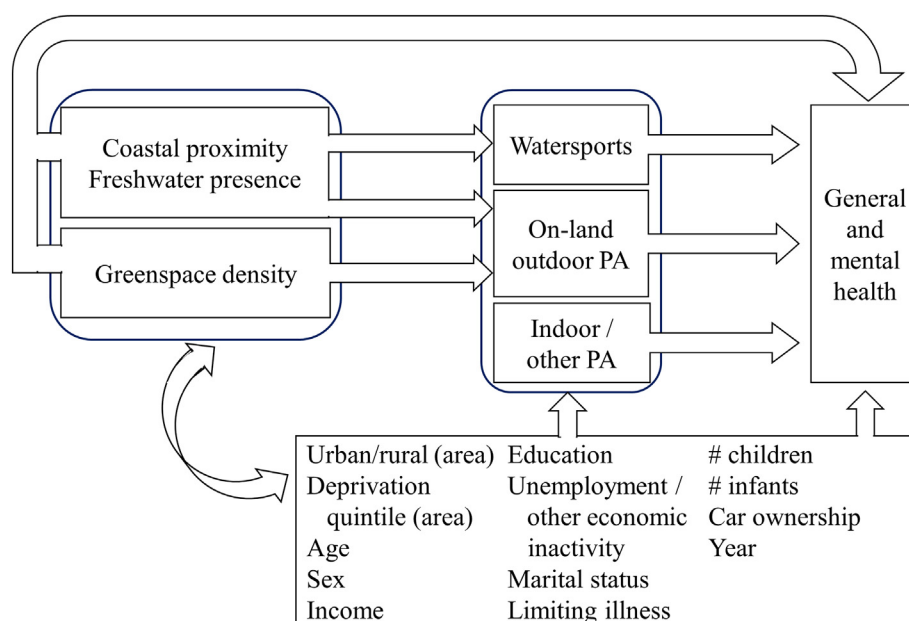 Coastal proximity
Freshwater presence
Greenspace density
Watersports
On-land
outdoor PA
Indoor /
other PA
General
and
mental
health
Urban/rural (area)
Deprivation
quintile (area)
Age
Sex
Income
Education
Unemployment /
other economic
inactivity
Marital status
Limiting illness
# children
# infants
Car ownership
Year